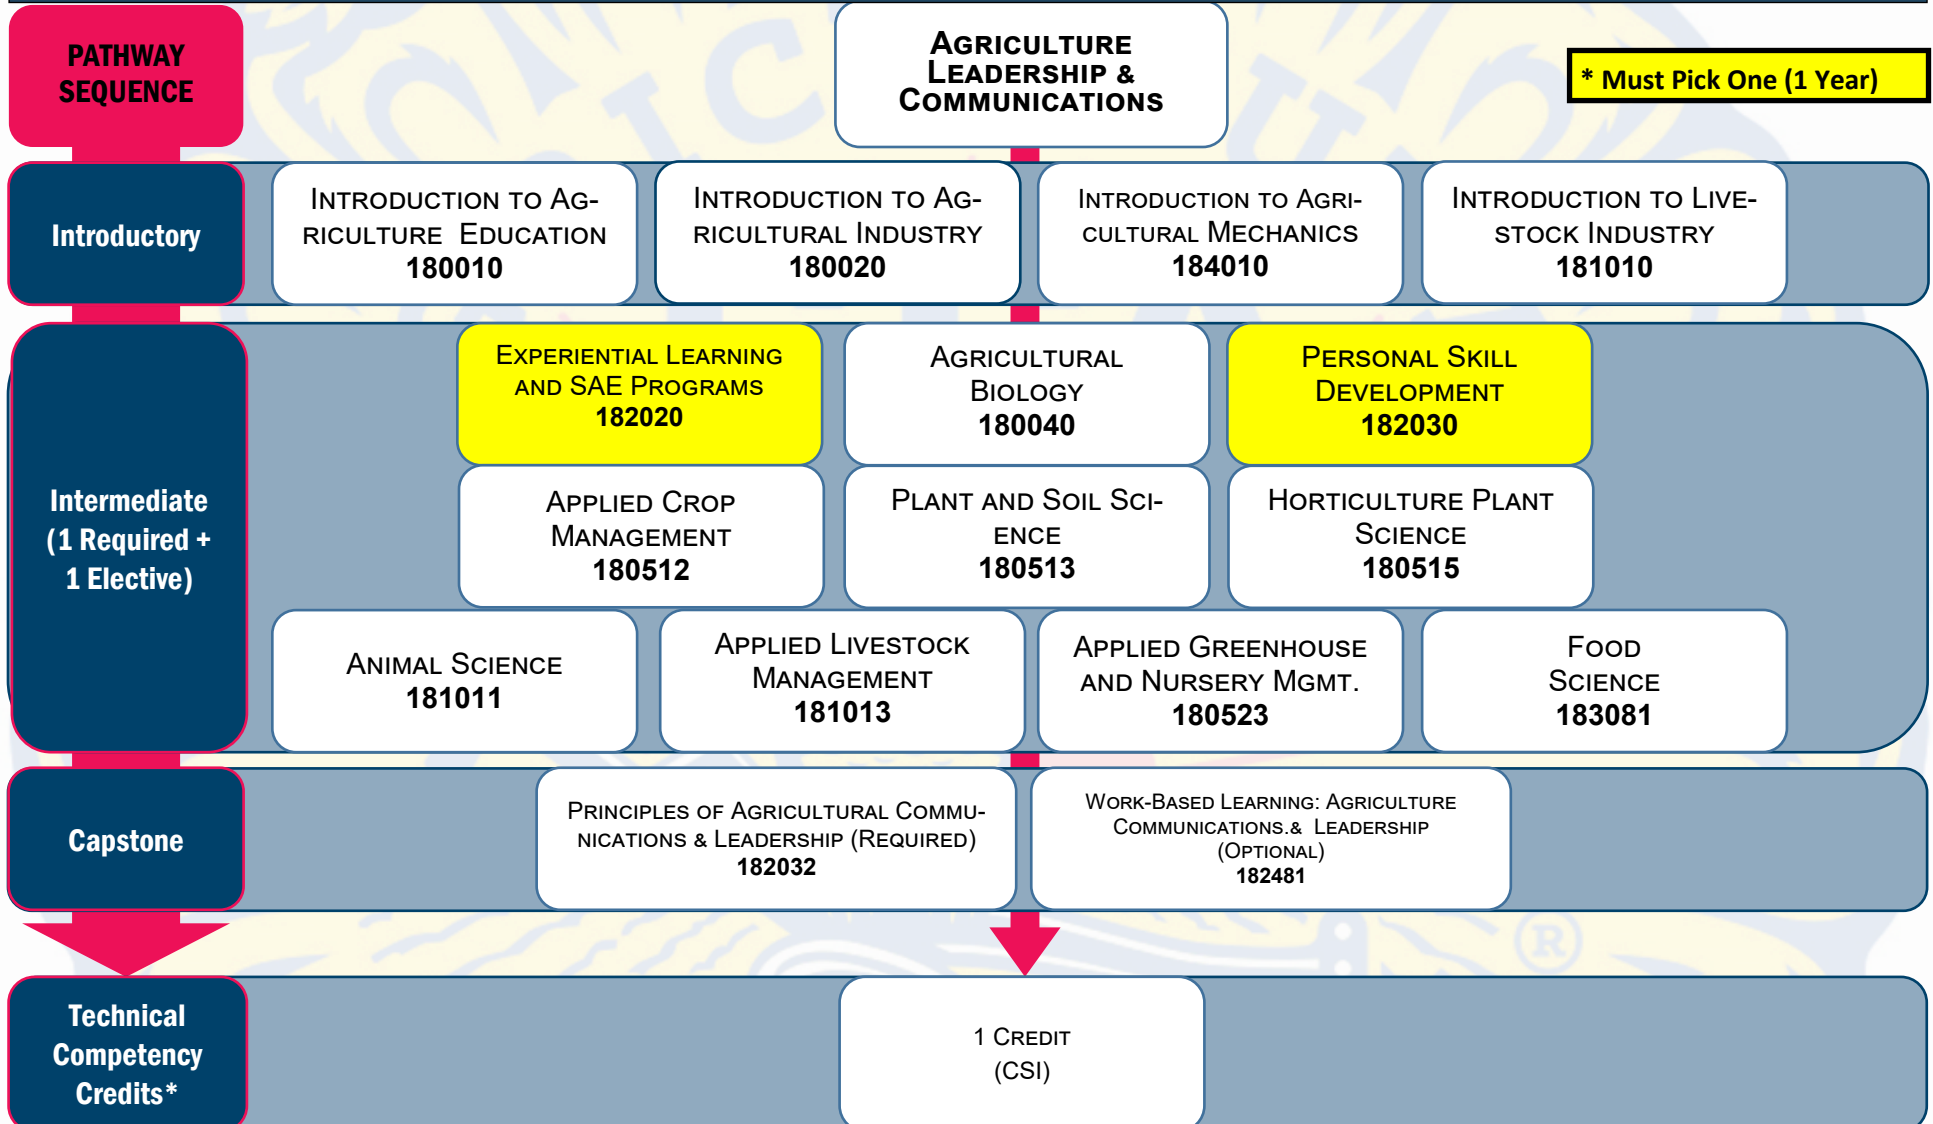 PATHWAY
SEQUENCE
AGRICULTURE
LEADERSHIP &
COMMUNICATIONS
* Must Pick One (1 Year)
Introductory
INTRODUCTION TO AG-
RICULTURE EDUCATION
180010
INTRODUCTION TO AG-
RICULTURAL INDUSTRY
180020
INTRODUCTION TO AGRI-
CULTURAL MECHANICS
184010
INTRODUCTION TO LIVE-
STOCK INDUSTRY
181010
Intermediate
(1 Required +
1 Elective)
EXPERIENTIAL LEARNING
AND SAE PROGRAMS
182020
AGRICULTURAL
BIOLOGY
180040
PERSONAL SKILL
DEVELOPMENT
182030
APPLIED CROP
MANAGEMENT
180512
PLANT AND SOIL SCI-
ENCE
180513
HORTICULTURE PLANT
SCIENCE
180515
ANIMAL SCIENCE
181011
APPLIED LIVESTOCK
MANAGEMENT
181013
APPLIED GREENHOUSE
AND NURSERY MGMT.
180523
FOOD
SCIENCE
183081
Capstone
PRINCIPLES OF AGRICULTURAL COMMU-
NICATIONS & LEADERSHIP (REQUIRED)
182032
WORK-BASED LEARNING: AGRICULTURE
COMMUNICATIONS.& LEADERSHIP
(OPTIONAL)
182481
Technical
Competency
Credits*
1 CREDIT
(CSI)
®